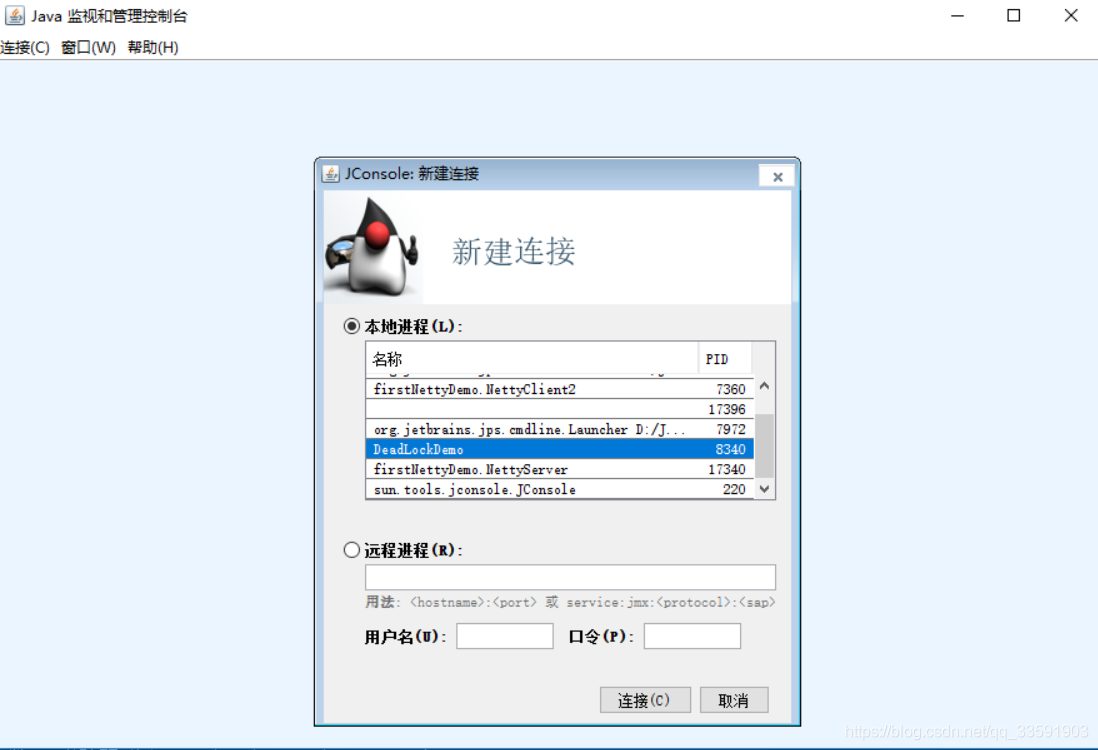 Java 监视和管理控制台
连接(C) 窗口(W) 帮助(H)
JConsole: 新建连接
新建连接
本地进程(L):
名称 PID
firstNettyDemo.NettyClient2 7360
17396
org.jetbrains.jps.cmdline.Launcher D:/J... 7972
DeadLockDemo 8340
firstNettyDemo.NettyServer 17340
sun.tools.jconsole.JConsole 220
远程进程(R):
用法: <hostname>:<port> 或 service:jmx:<protocol>:<sap>
用户名(U): 口令(P):
连接(C) 取消
https://blog.csdn.net/qq_33591903